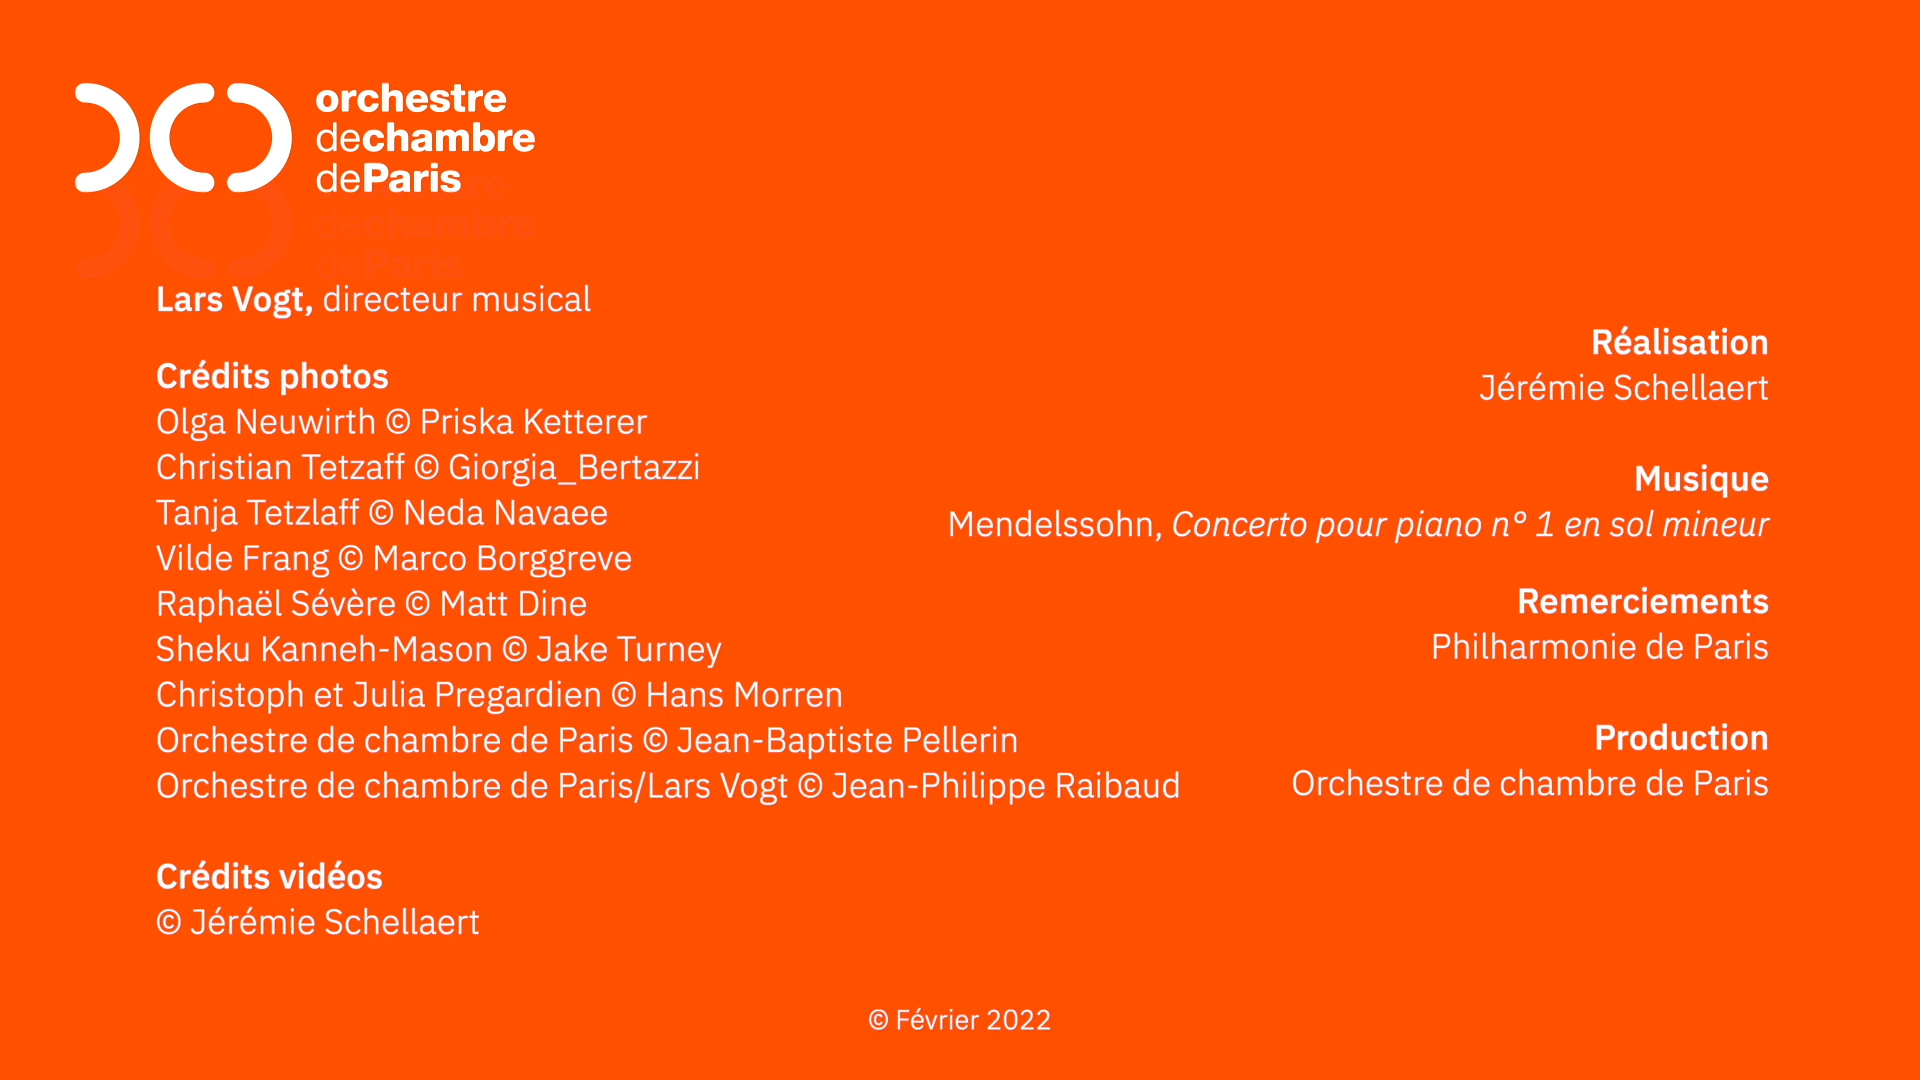 orchestre
dechambre
deParis
Lars Vogt, directeur musical
Crédits photos
Olga Neuwirth © Priska Ketterer
Christian Tetzaff © Giorgia_Bertazzi
Tanja Tetzlaff © Neda Navaee
Vilde Frang © Marco Borggreve
Raphaël Sévère © Matt Dine
Sheku Kanneh-Mason © Jake Turney
Christoph et Julia Pregardien © Hans Morren
Orchestre de chambre de Paris © Jean-Baptiste Pellerin
Orchestre de chambre de Paris/Lars Vogt © Jean-Philippe Raibaud
Crédits vidéos
© Jérémie Schellaert
Réalisation
Jérémie Schellaert
Musique
Mendelssohn, Concerto pour piano n° 1 en sol mineur
Remerciements
Philharmonie de Paris
Production
Orchestre de chambre de Paris
© Février 2022